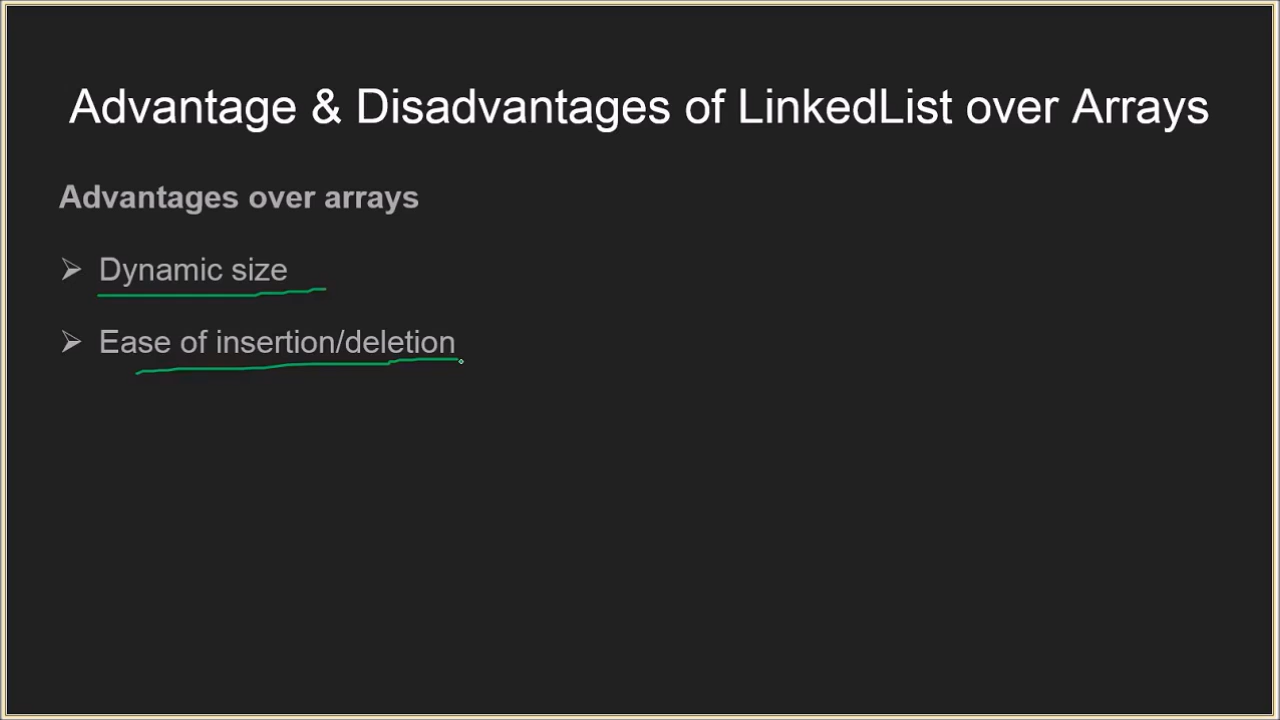 Advantage & Disadvantages of LinkedList over Arrays
Advantages over arrays
➢ Dynamic size
➢ Ease of insertion/deletion